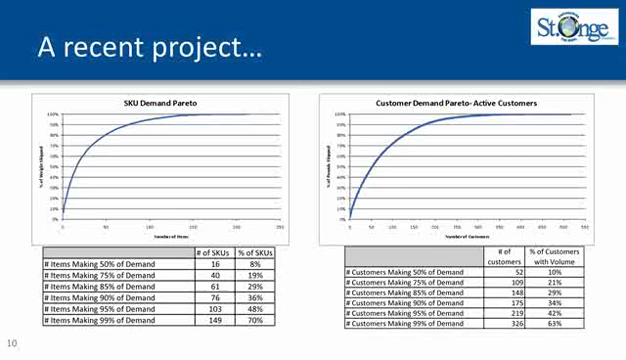 A recent project...
St.Onge
SKU Demand Pareto
100%
90%
80%
70%
60%
50%
40%
30%
20%
10%
0%
% of Weight Shipped
0 50 100 150 200 250 300
Number of Items
# of SKUs % of SKUs
# Items Making 50% of Demand 16 8%
# Items Making 75% of Demand 40 19%
# Items Making 85% of Demand 61 29%
# Items Making 90% of Demand 76 36%
# Items Making 95% of Demand 103 48%
# Items Making 99% of Demand 149 70%
Customer Demand Pareto- Active Customers
100%
90%
80%
70%
60%
50%
40%
30%
20%
10%
0%
% of Pounds Shipped
0 50 100 150 200 250 300 350 400 450 500 550
Number of Customers
# of customers % of Customers with Volume
# Customers Making 50% of Demand 52 10%
# Customers Making 75% of Demand 109 21%
# Customers Making 85% of Demand 148 29%
# Customers Making 90% of Demand 175 34%
# Customers Making 95% of Demand 219 42%
# Customers Making 99% of Demand 326 63%
10